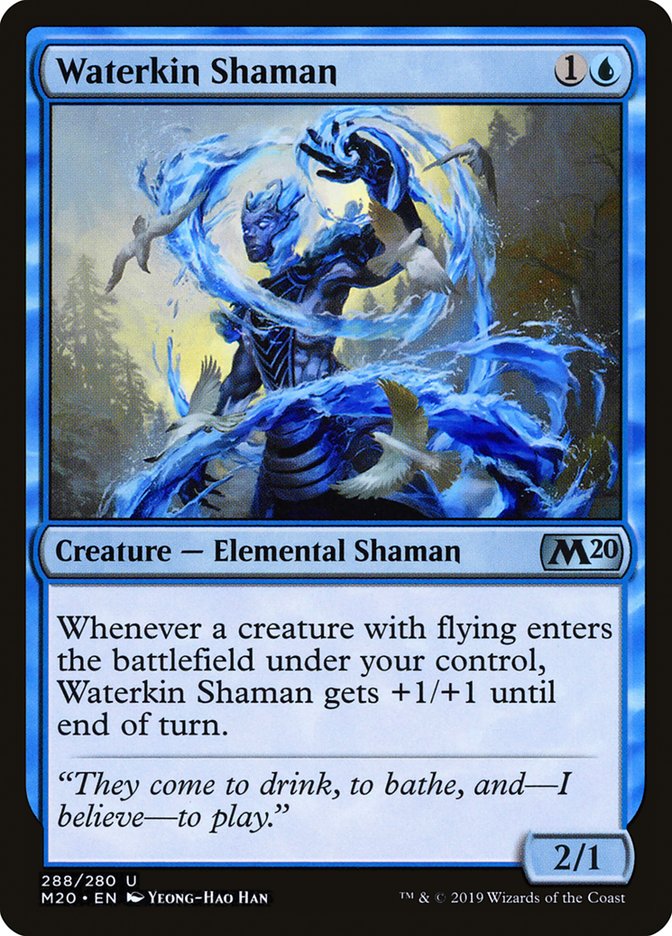 Waterkin Shaman 1
Creature — Elemental Shaman M20
Whenever a creature with flying enters
the battlefield under your control,
Waterkin Shaman gets +1/+1 until
end of turn.
“They come to drink, to bathe, and—I
believe—to play.”
2/1
288/280 U
M20 • EN Yeong-Hao Han ™ & © 2019 Wizards of the Coast